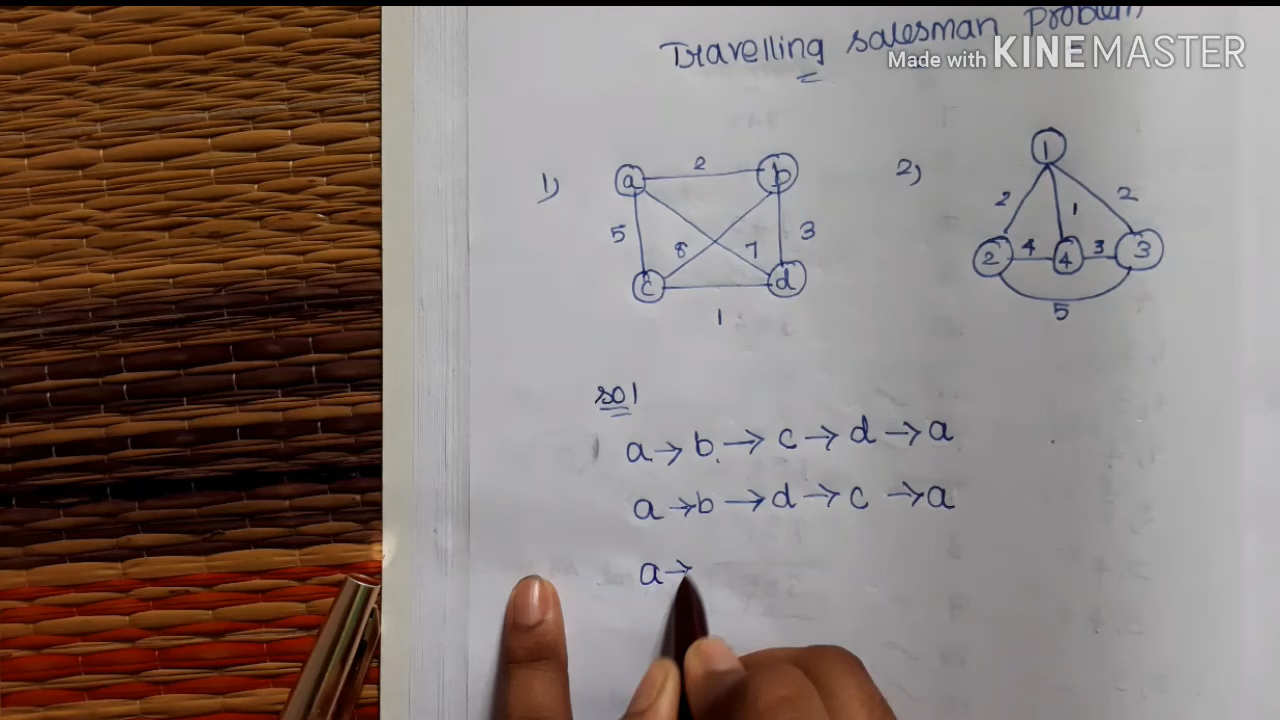 Travelling salesman Problem
Made with KINEMASTER
1)
a 2 b
5 8 7 3
c d
1
2)
1
2 1 2
2 4 4 3 3
5
sol
a → b → c → d → a
a → b → d → c → a
a →